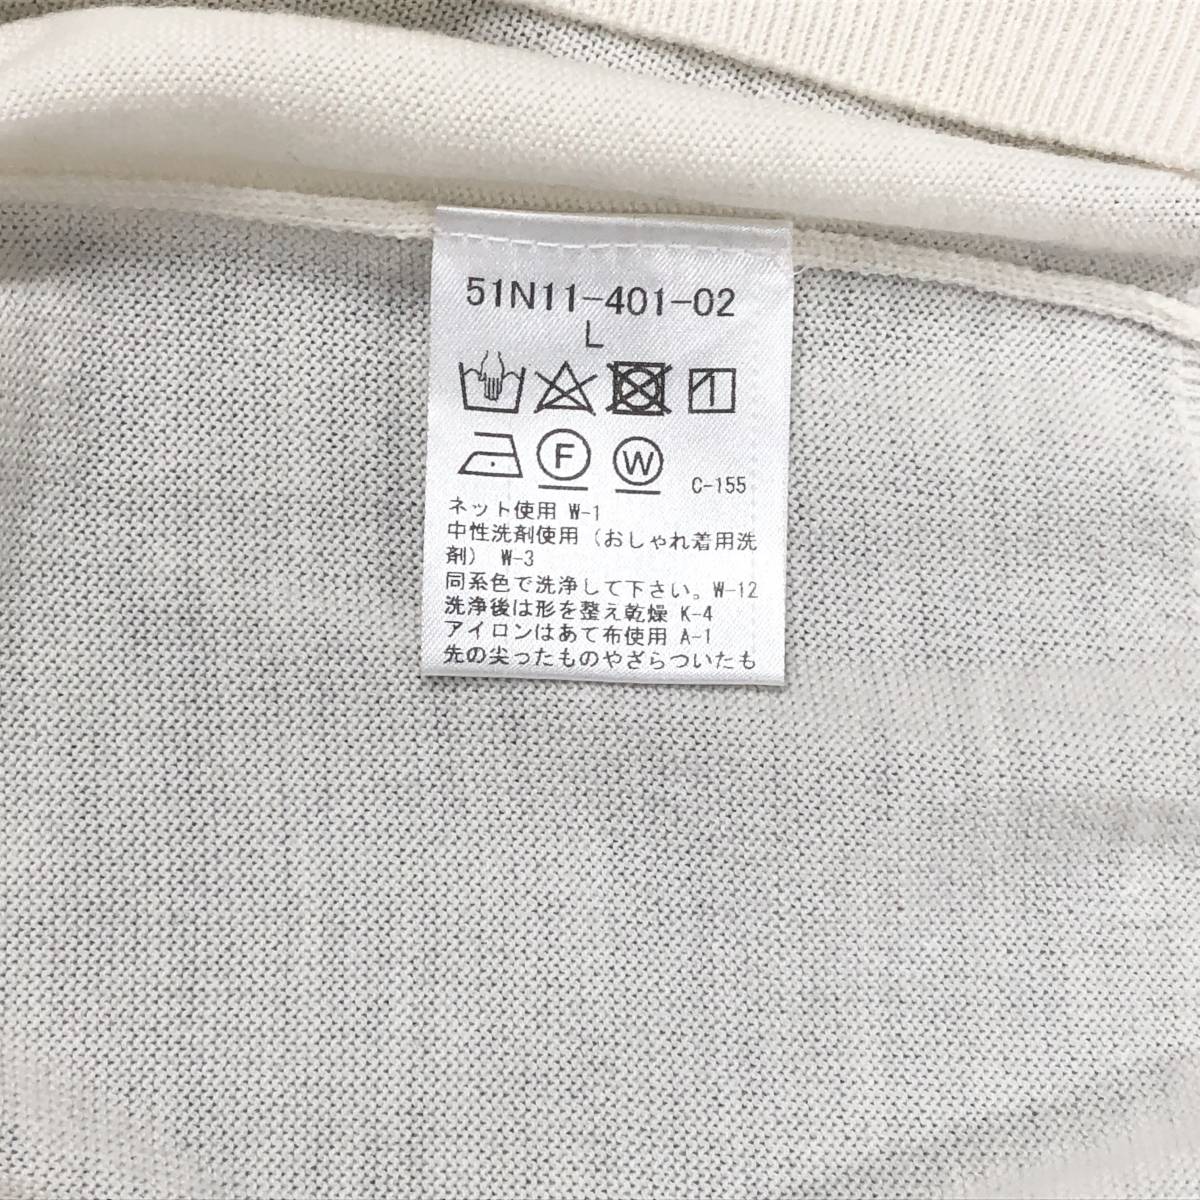 51N11-401-02
L
F W C-155
ネット使用 W-1
中性洗剤使用（おしゃれ着用洗
剤） W-3
同系色で洗浄して下さい。W-12
洗浄後は形を整え乾燥 K-4
アイロンはあて布使用 A-1
先の尖ったものやざらついたも